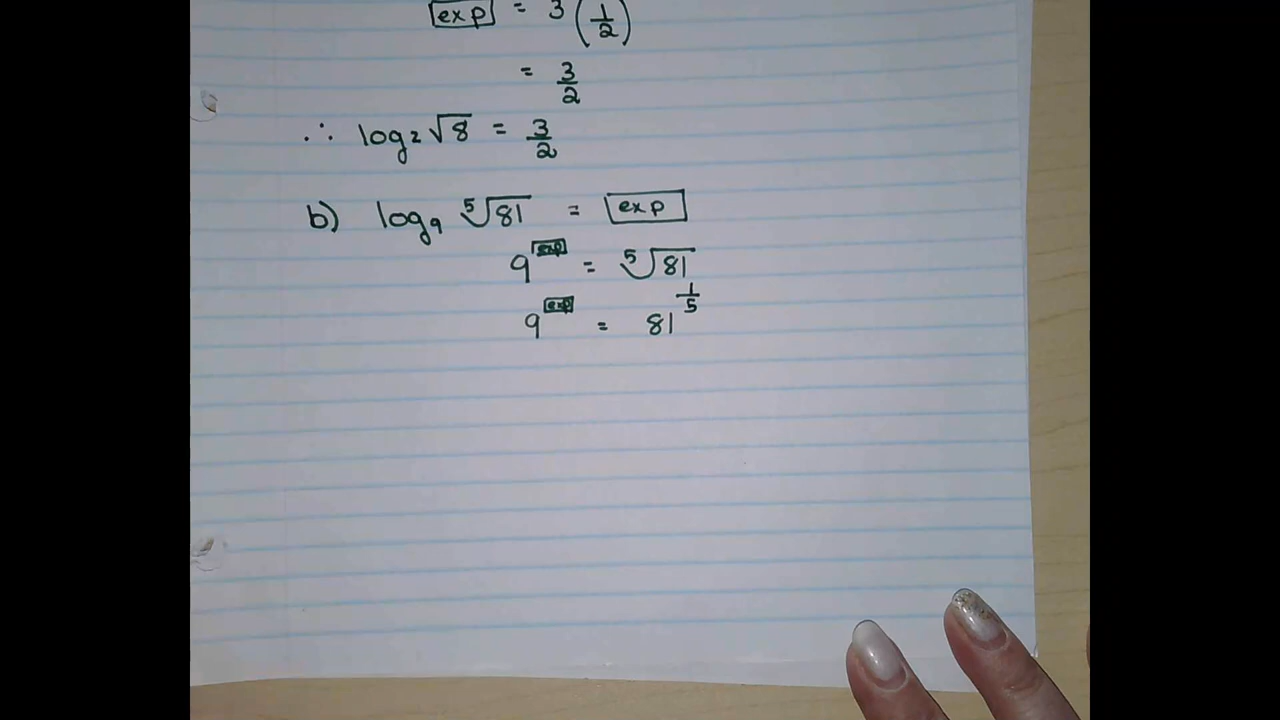 exp = 3 (1/2)
= 3/2
∴ log₂ √8 = 3/2
b) log₉ ⁵√81 = exp
9^exp = ⁵√81
9^exp = 81^1/5